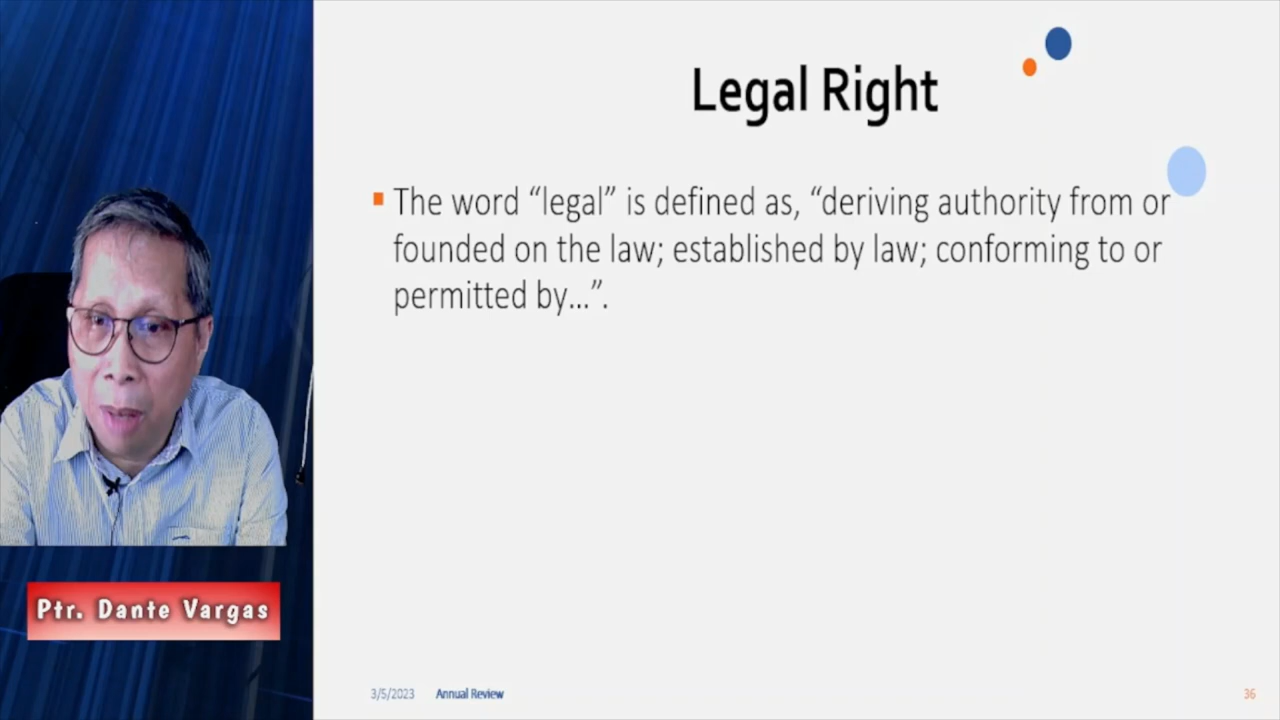 Legal Right
▪ The word “legal” is defined as, “deriving authority from or
founded on the law; established by law; conforming to or
permitted by...”.
Ptr. Dante Vargas
3/5/2023 Annual Review 36